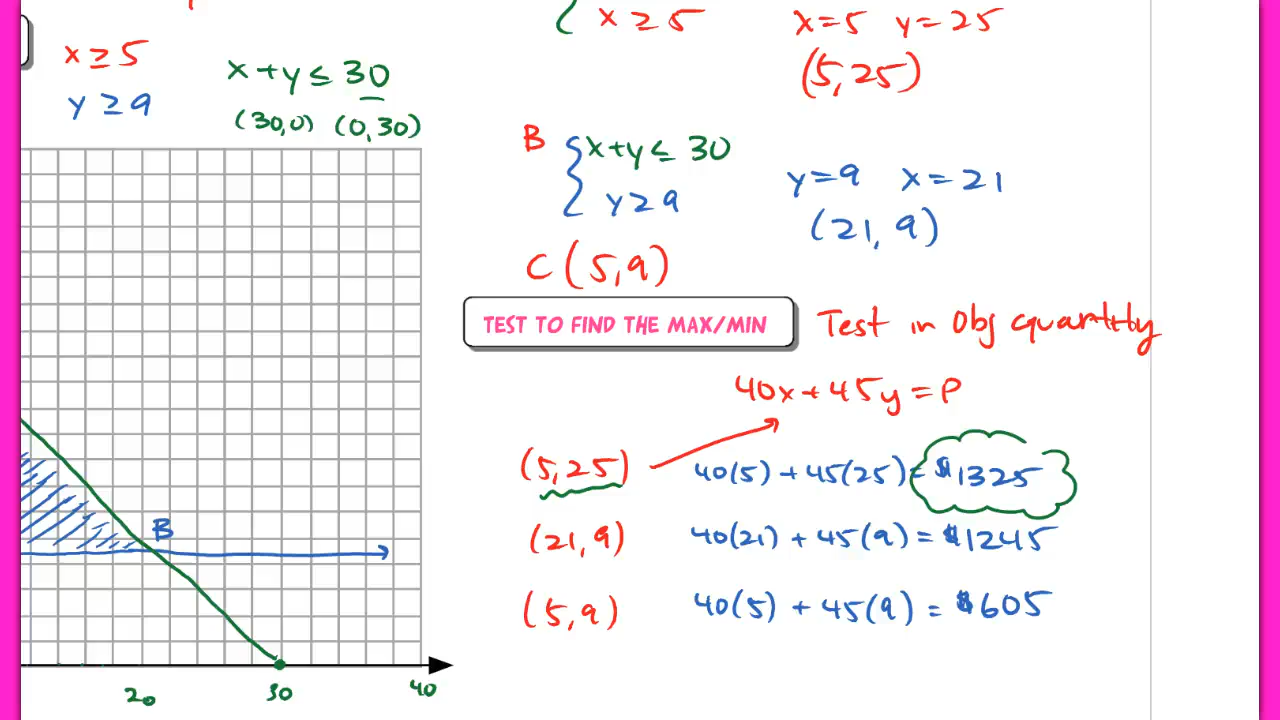 x ≥ 5
y ≥ 9
x + y ≤ 30
(30,0) (0,30)
20
30
40
B
x ≥ 5
x = 5 y = 25
(5,25)
B
x + y ≤ 30
y ≥ 9
y = 9 x = 21
(21, 9)
C (5,9)
TEST TO FIND THE MAX/MIN
Test in Obj quantity
40x + 45y = P
(5,25) 40(5) + 45(25) = $1325
(21, 9) 40(21) + 45(9) = $1245
(5,9) 40(5) + 45(9) = $605